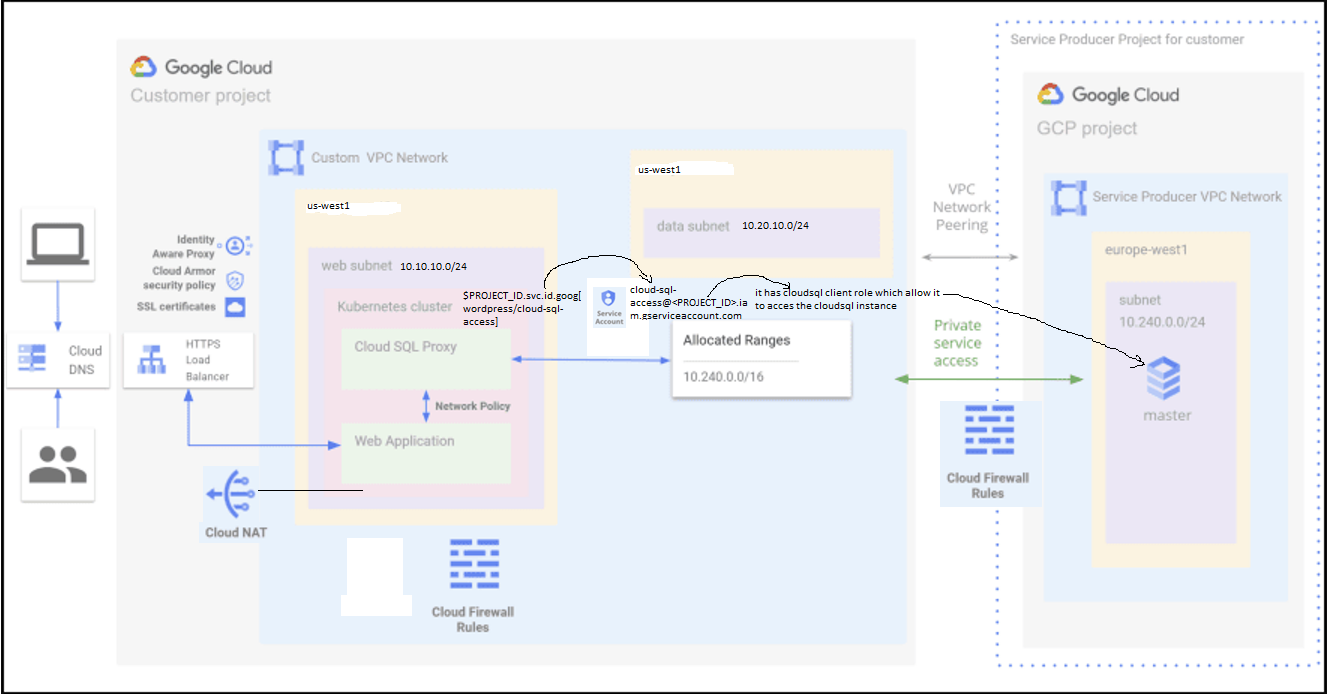 Service Producer Project for customer
Google Cloud
Customer project
Google Cloud
GCP project
Custom VPC Network
us-west1
us-west1
VPC
Network
Peering
Service Producer VPC Network
data subnet 10.20.10.0/24
Identity
Aware Proxy
Cloud Armor
security policy
SSL certificates
web subnet 10.10.10.0/24
europe-west1
Kubernetes cluster
$PROJECT_ID.svc.id.goog[
wordpress/cloud-sql-
access]
Service
Account
cloud-sql-
access@<PROJECT_ID>.ia
m.gserviceaccount.com
it has cloudsql client role which allow it
to acces the cloudsql instance
subnet
10.240.0.0/24
Cloud
DNS
HTTPS
Load
Balancer
Cloud SQL Proxy
Allocated Ranges
10.240.0.0/16
Private
service
access
Network Policy
master
Web Application
Cloud Firewall
Rules
Cloud NAT
Cloud Firewall
Rules